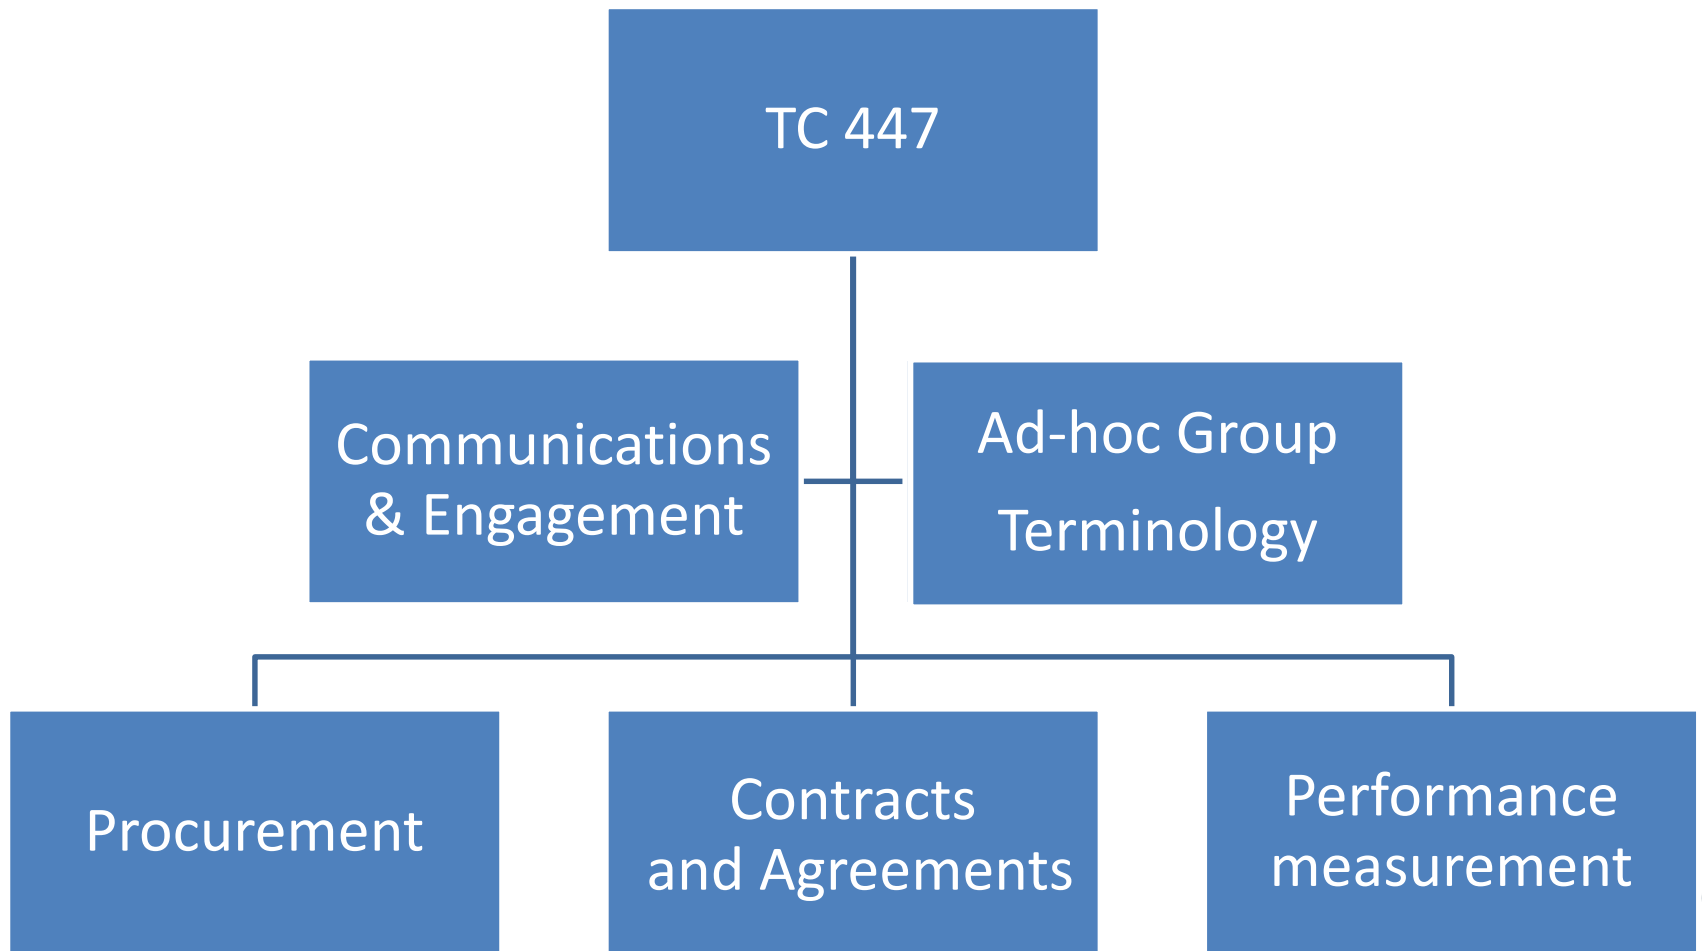 TC 447
Communications
& Engagement
Ad-hoc Group
Terminology
Procurement
Contracts
and Agreements
Performance
measurement